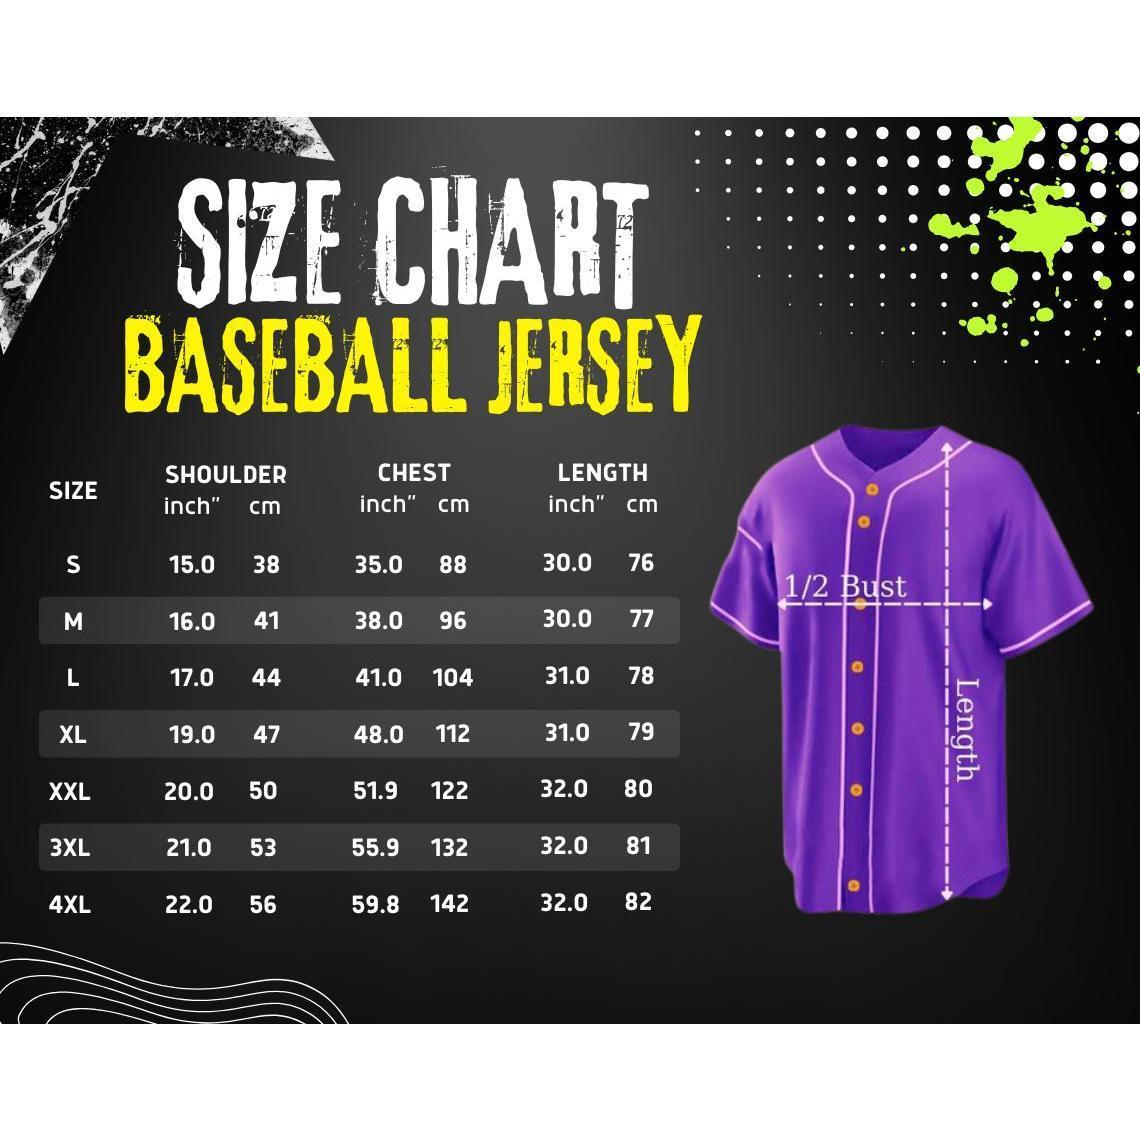 SIZE CHART
BASEBALL JERSEY
SIZE SHOULDER CHEST LENGTH
inch" cm inch" cm inch" cm
S 15.0 38 35.0 88 30.0 76
M 16.0 41 38.0 96 30.0 77
L 17.0 44 41.0 104 31.0 78
XL 19.0 47 48.0 112 31.0 79
XXL 20.0 50 51.9 122 32.0 80
3XL 21.0 53 55.9 132 32.0 81
4XL 22.0 56 59.8 142 32.0 82
1/2 Bust
Length